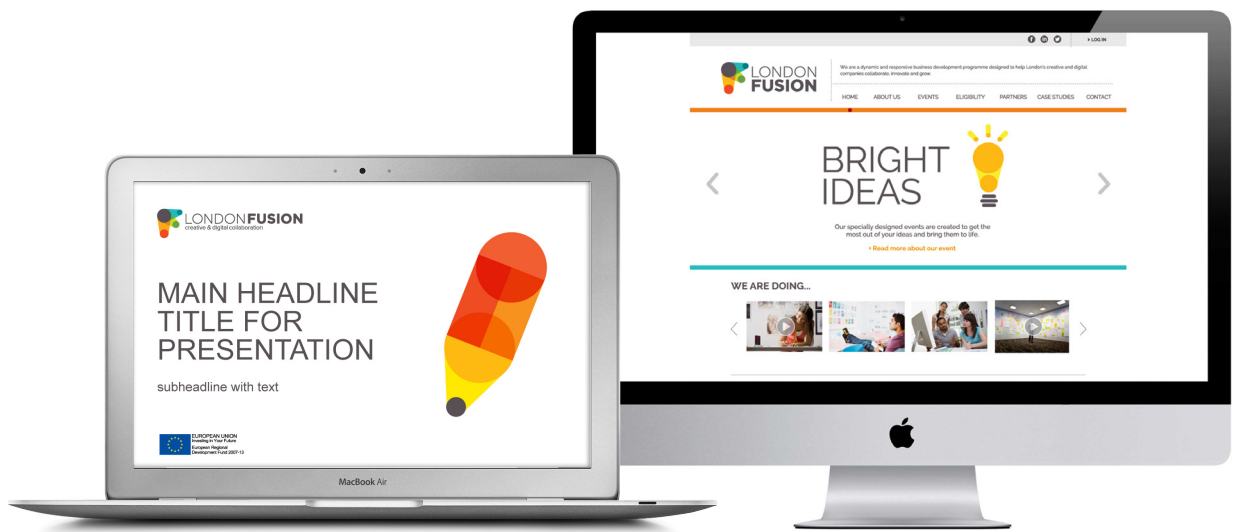 LONDON FUSION
creative & digital collaboration
MAIN HEADLINE
TITLE FOR
PRESENTATION
subheadline with text
EUROPEAN UNION
Investing in Your Future
European Regional
Development Fund 2007-13
MacBook Air
LOG IN
LONDON
FUSION
We are a dynamic and responsive business development programme designed to help London's creative and digital
companies collaborate, innovate and grow.
HOME ABOUT US EVENTS ELIGIBILITY PARTNERS CASE STUDIES CONTACT
BRIGHT
IDEAS
Our specially designed events are created to get the
most out of your ideas and bring them to life.
Read more about our event
WE ARE DOING...